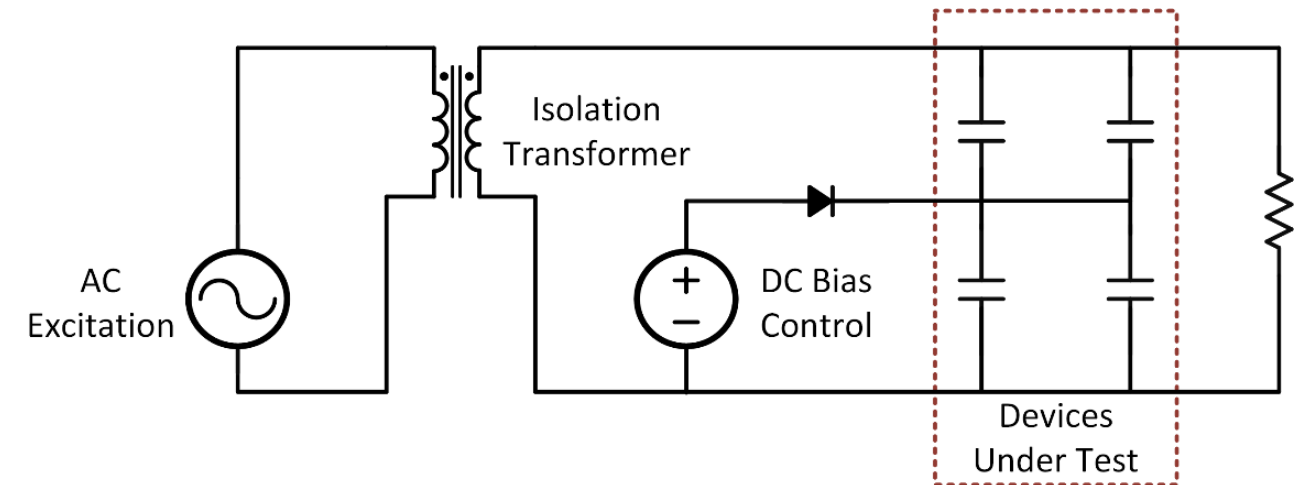 Isolation
Transformer
AC
Excitation
+
−
DC Bias
Control
Devices
Under Test